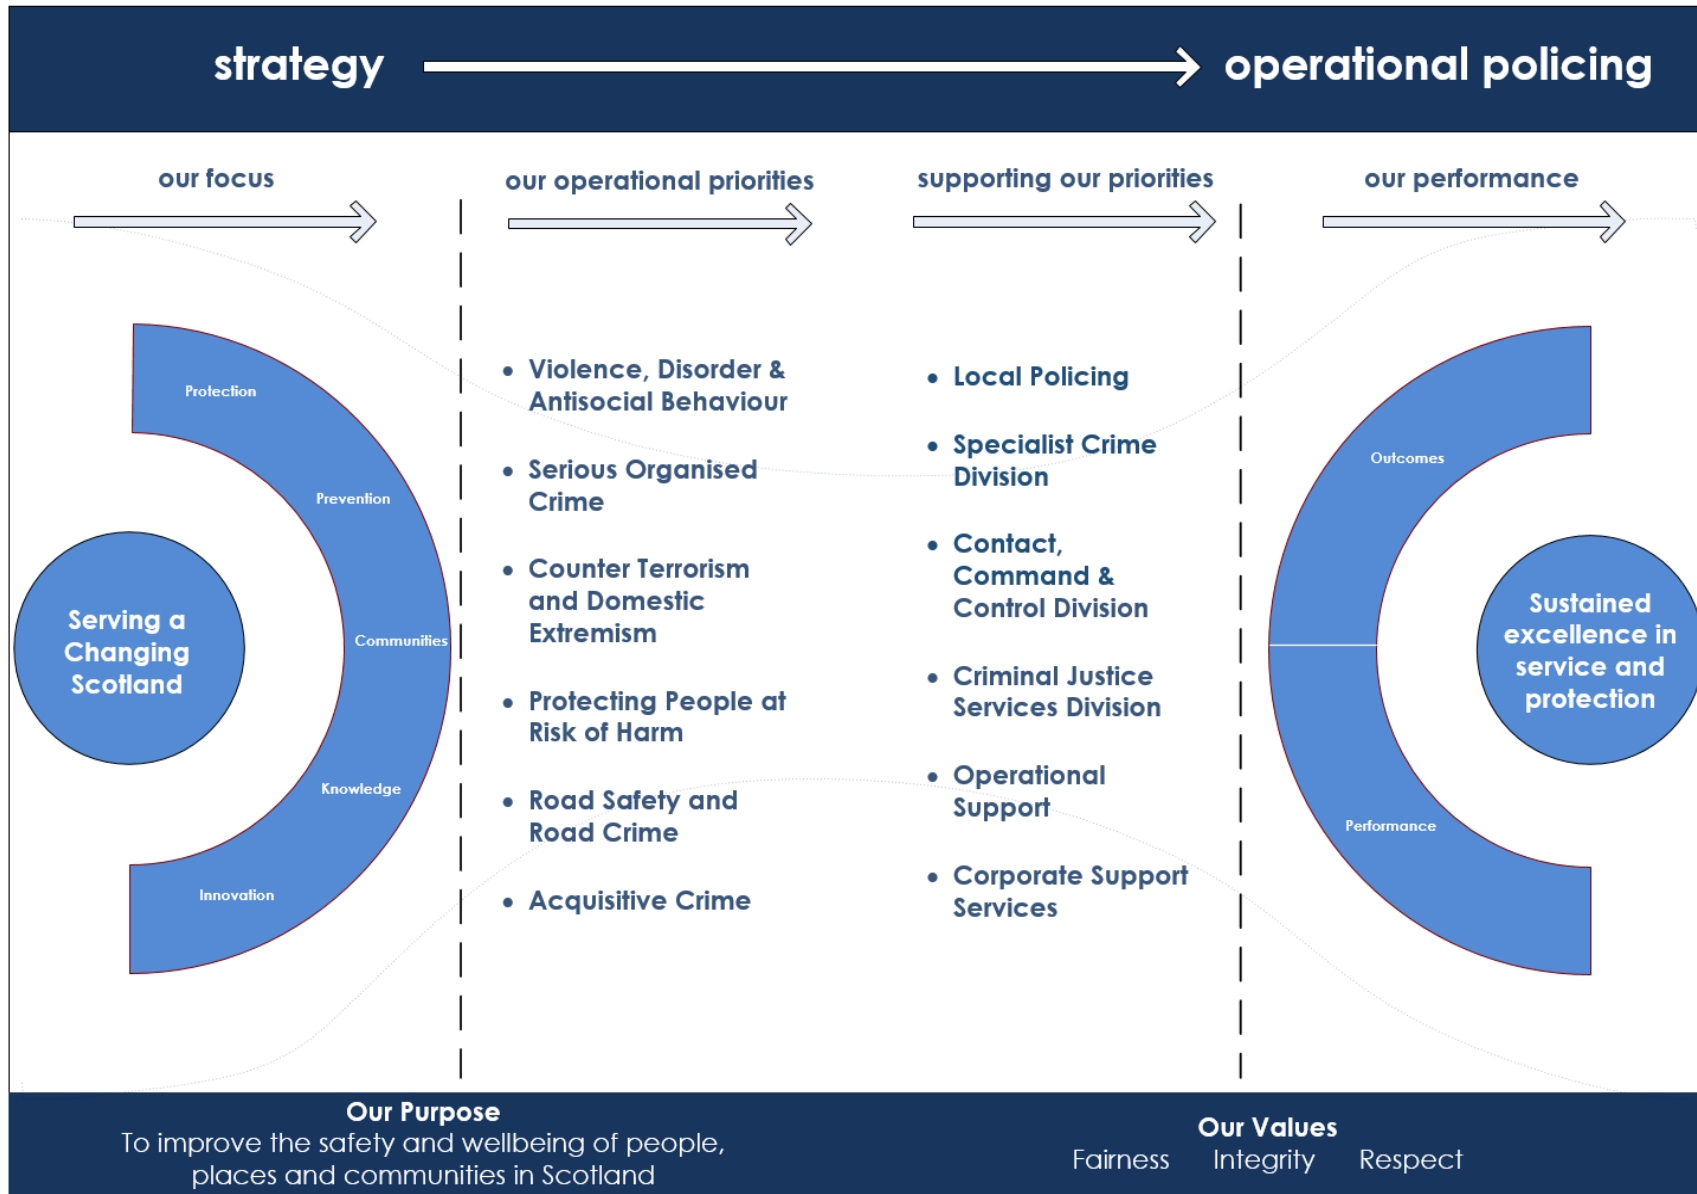 strategy
operational policing
our focus
our operational priorities
supporting our priorities
our performance
Serving a
Changing
Scotland
Protection
Prevention
Communities
Knowledge
Innovation
• Violence, Disorder &
Antisocial Behaviour
• Serious Organised
Crime
• Counter Terrorism
and Domestic
Extremism
• Protecting People at
Risk of Harm
• Road Safety and
Road Crime
• Acquisitive Crime
• Local Policing
• Specialist Crime
Division
• Contact,
Command &
Control Division
• Criminal Justice
Services Division
• Operational
Support
• Corporate Support
Services
Outcomes
Performance
Sustained
excellence in
service and
protection
Our Purpose
To improve the safety and wellbeing of people,
places and communities in Scotland
Our Values
Fairness Integrity Respect